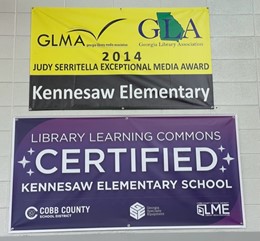 GLMA
GLA
Georgia Library Association
2014
JUDY SERRITELLA EXCEPTIONAL MEDIA AWARD
Kennesaw Elementary
LIBRARY LEARNING COMMONS
CERTIFIED
KENNESAW ELEMENTARY SCHOOL
COBB COUNTY
SCHOOL DISTRICT
SLME